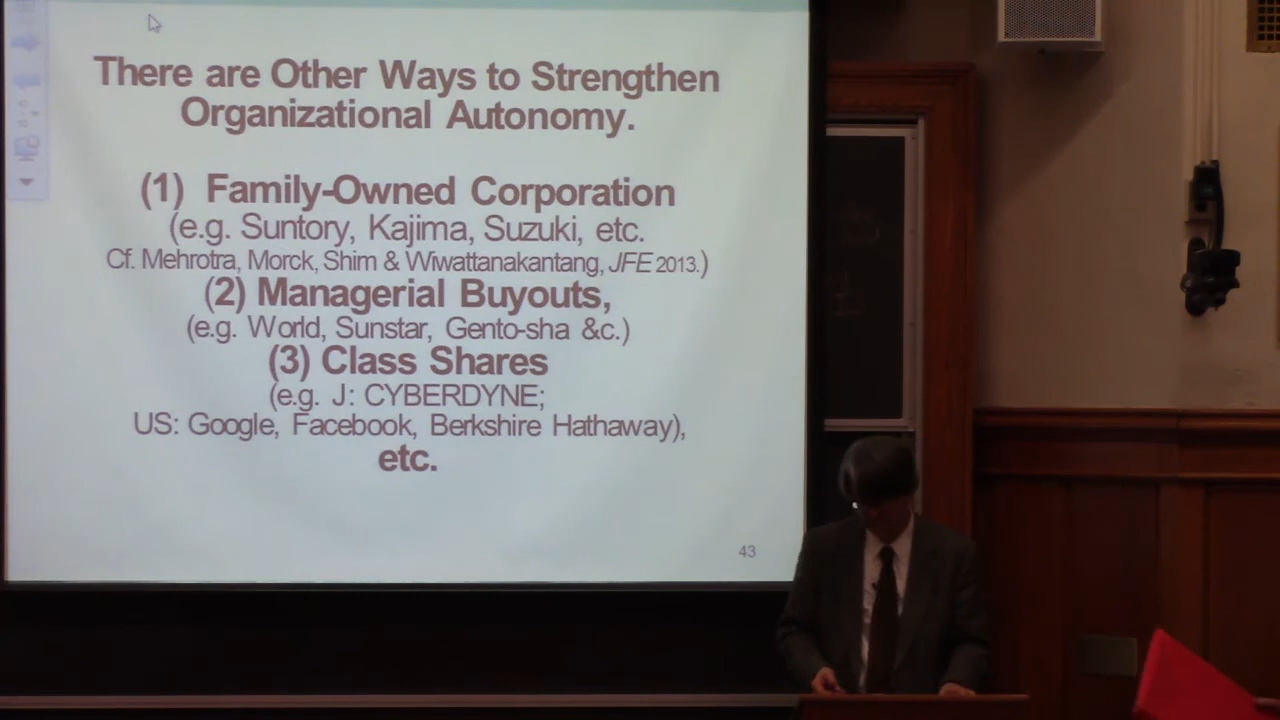 There are Other Ways to Strengthen
Organizational Autonomy.
(1) Family-Owned Corporation
(e.g. Suntory, Kajima, Suzuki, etc.
Cf. Mehrotra, Morck, Shim & Wiwattanakantang, JFE 2013.)
(2) Managerial Buyouts,
(e.g. World, Sunstar, Gento-sha &c.)
(3) Class Shares
(e.g. J: CYBERDYNE;
US: Google, Facebook, Berkshire Hathaway),
etc.
43